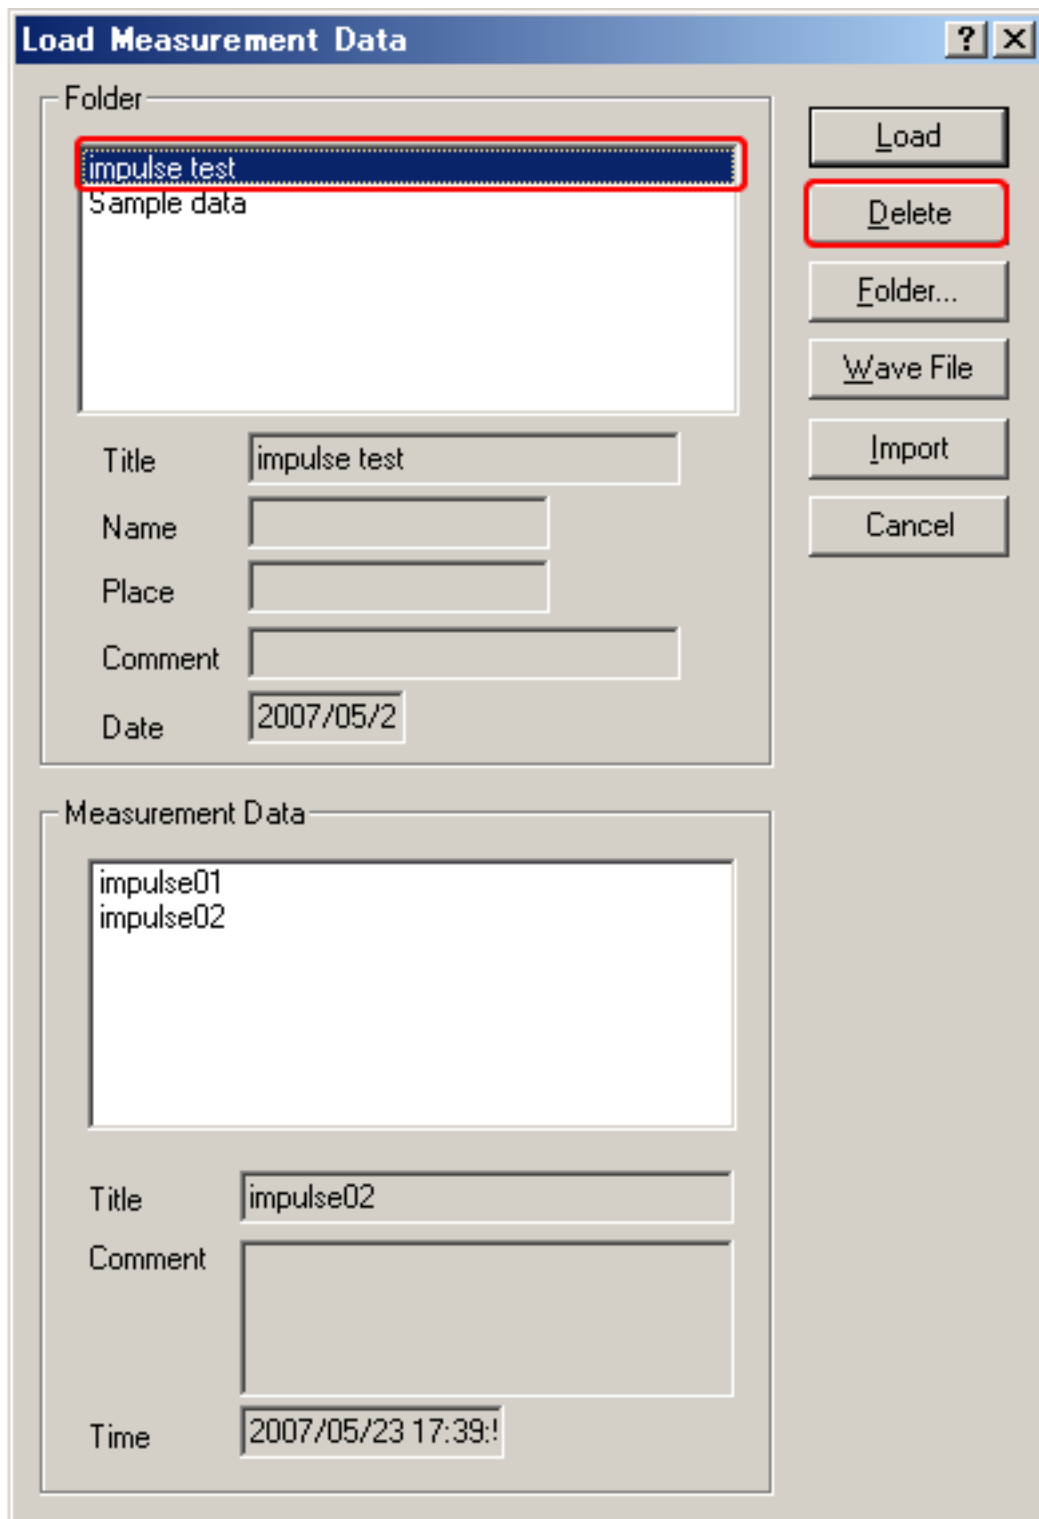 Load Measurement Data
Folder
impulse test
Sample data
Title
impulse test
Name
Place
Comment
Date
2007/05/2
Load
Delete
Folder...
Wave File
Import
Cancel
Measurement Data
impulse01
impulse02
Title
impulse02
Comment
Time
2007/05/23 17:39: